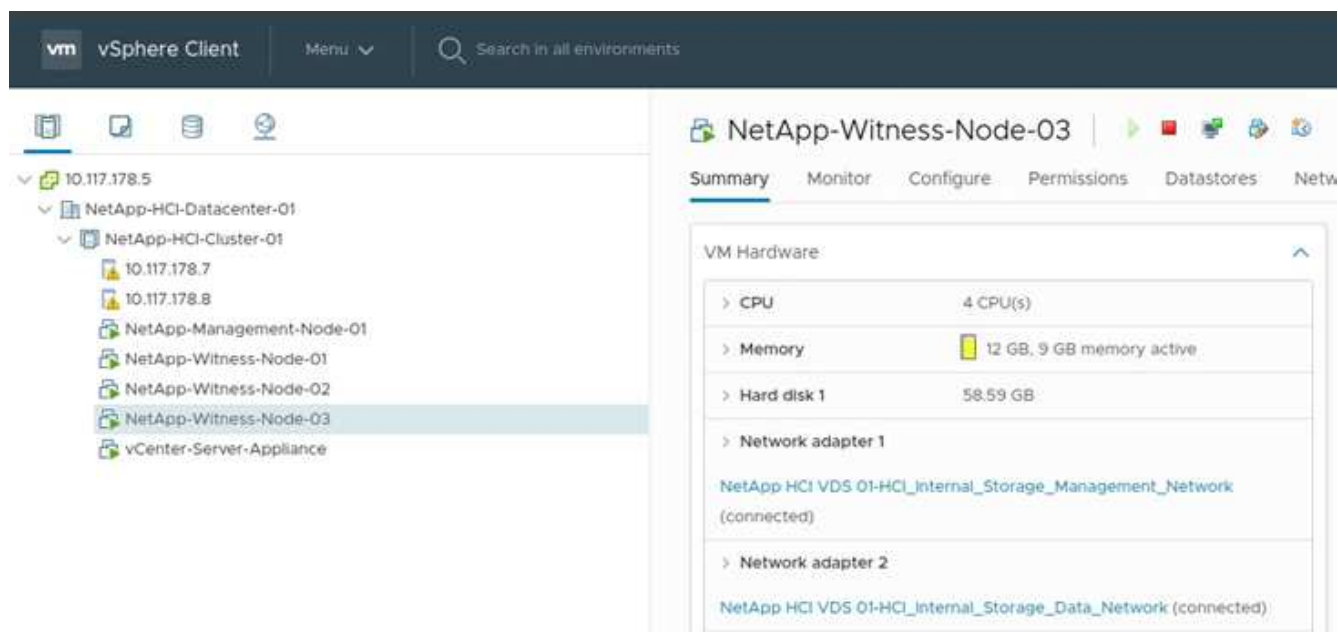 vm vSphere Client Menu Search in all environments
10.117.178.5
NetApp-HCI-Datacenter-01
NetApp-HCI-Cluster-01
10.117.178.7
10.117.178.8
NetApp-Management-Node-01
NetApp-Witness-Node-01
NetApp-Witness-Node-02
NetApp-Witness-Node-03
vCenter-Server-Appliance
NetApp-Witness-Node-03
Summary Monitor Configure Permissions Datastores Netw
VM Hardware
CPU 4 CPU(s)
Memory 12 GB, 9 GB memory active
Hard disk 1 58.59 GB
Network adapter 1
NetApp HCI VDS 01-HCI_Internal_Storage_Management_Network
(connected)
Network adapter 2
NetApp HCI VDS 01-HCI_Internal_Storage_Data_Network (connected)